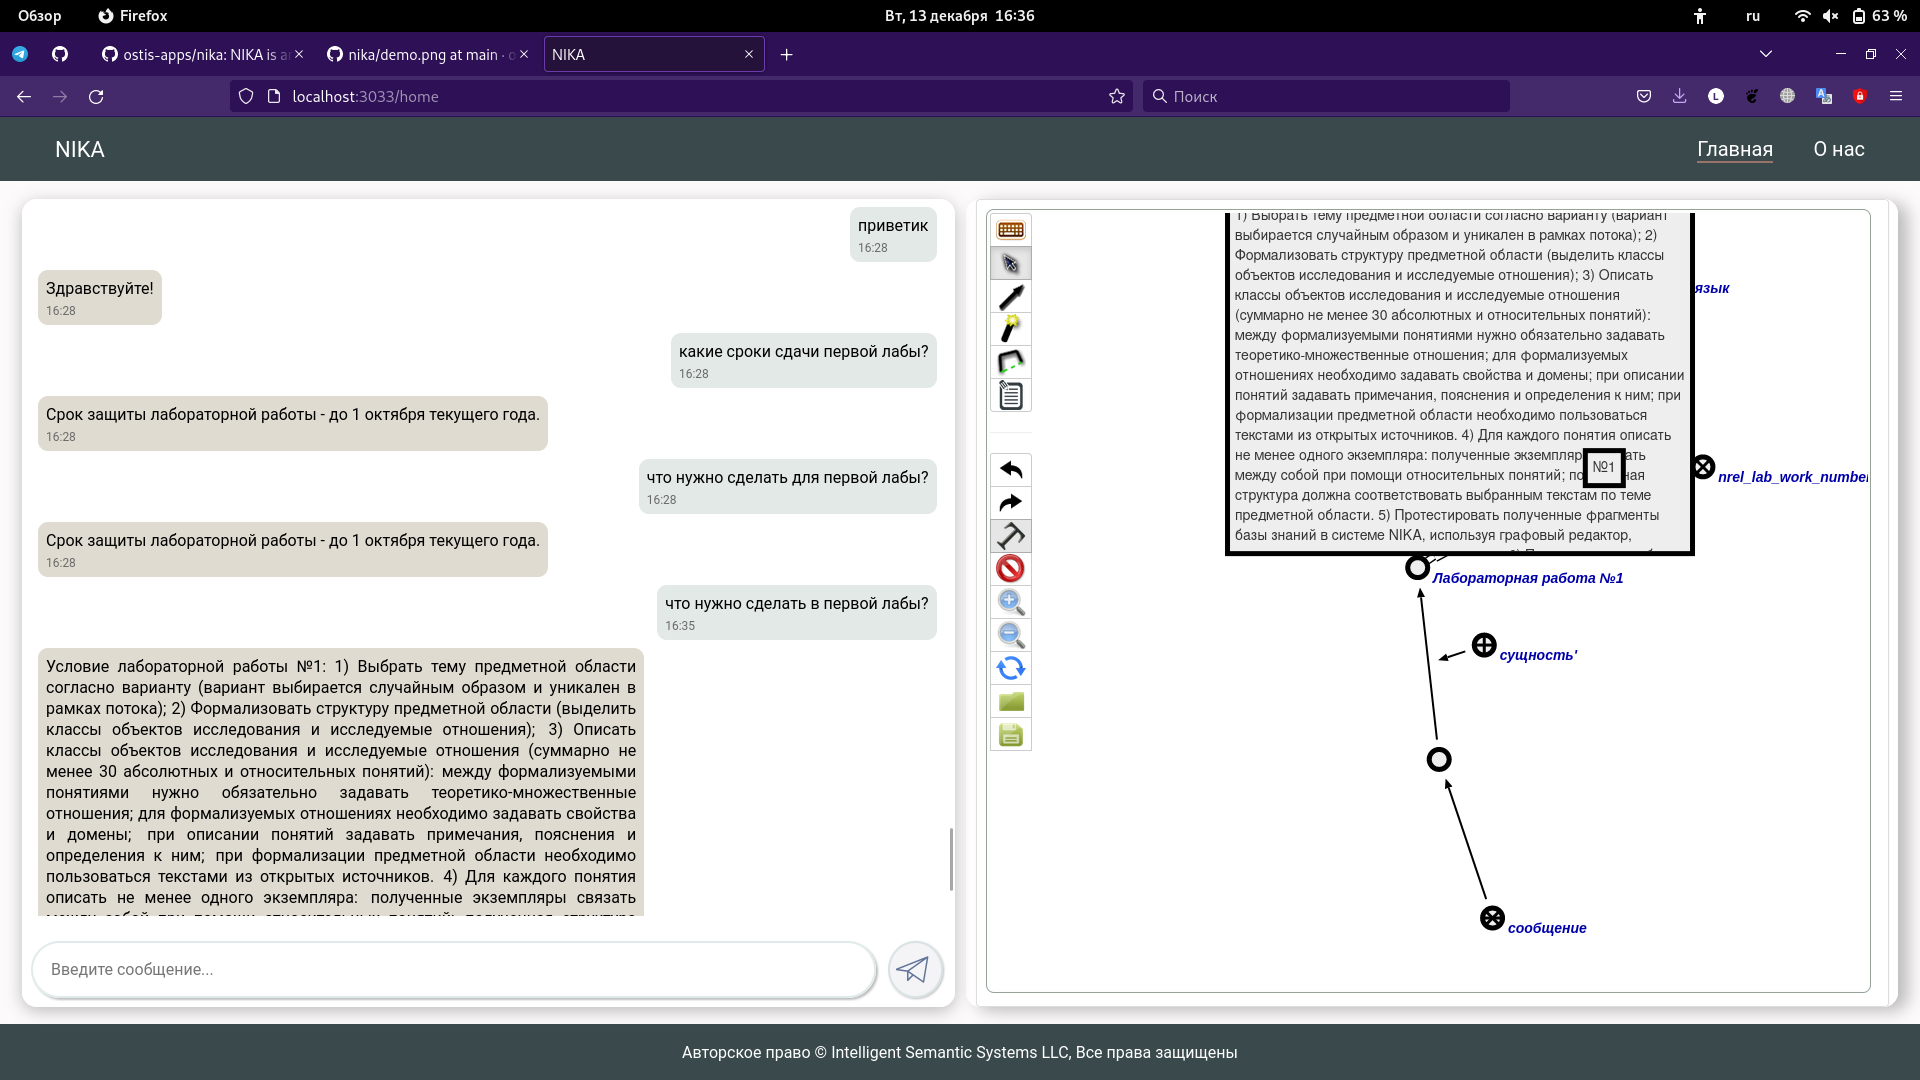 Обзор
Firefox
Вт, 13 декабря 16:36
ru
63 %
ostis-apps/nika: NIKA is a
nika/demo.png at main · o
NIKA
localhost:3033/home
Поиск
NIKA
Главная
О нас
приветик
16:28
Здравствуйте!
16:28
какие сроки сдачи первой лабы?
16:28
Срок защиты лабораторной работы - до 1 октября текущего года.
16:28
что нужно сделать для первой лабы?
16:28
Срок защиты лабораторной работы - до 1 октября текущего года.
16:28
что нужно сделать в первой лабы?
16:35
Условие лабораторной работы №1: 1) Выбрать тему предметной области
согласно варианту (вариант выбирается случайным образом и уникален в
рамках потока); 2) Формализовать структуру предметной области (выделить
классы объектов исследования и исследуемые отношения); 3) Описать
классы объектов исследования и исследуемые отношения (суммарно не
менее 30 абсолютных и относительных понятий): между формализуемыми
понятиями нужно обязательно задавать теоретико-множественные
отношения; для формализуемых отношениях необходимо задавать свойства
и домены; при описании понятий задавать примечания, пояснения и
определения к ним; при формализации предметной области необходимо
пользоваться текстами из открытых источников. 4) Для каждого понятия
описать не менее одного экземпляра: полученные экземпляры связать
между собой при помощи относительных понятий; полученная структура
Введите сообщение...
1) Выбрать тему предметной области согласно варианту (вариант
выбирается случайным образом и уникален в рамках потока); 2)
Формализовать структуру предметной области (выделить классы
объектов исследования и исследуемые отношения); 3) Описать
классы объектов исследования и исследуемые отношения
(суммарно не менее 30 абсолютных и относительных понятий):
между формализуемыми понятиями нужно обязательно задавать
теоретико-множественные отношения; для формализуемых
отношениях необходимо задавать свойства и домены; при описании
понятий задавать примечания, пояснения и определения к ним; при
формализации предметной области необходимо пользоваться
текстами из открытых источников. 4) Для каждого понятия описать
не менее одного экземпляра: полученные экземпляр ать
между собой при помощи относительных понятий; по ная
структура должна соответствовать выбранным текстам по теме
предметной области. 5) Протестировать полученные фрагменты
базы знаний в системе NIKA, используя графовый редактор,
№1
язык
nrel_lab_work_number
Лабораторная работа №1
сущность'
сообщение
Авторское право © Intelligent Semantic Systems LLC, Все права защищены